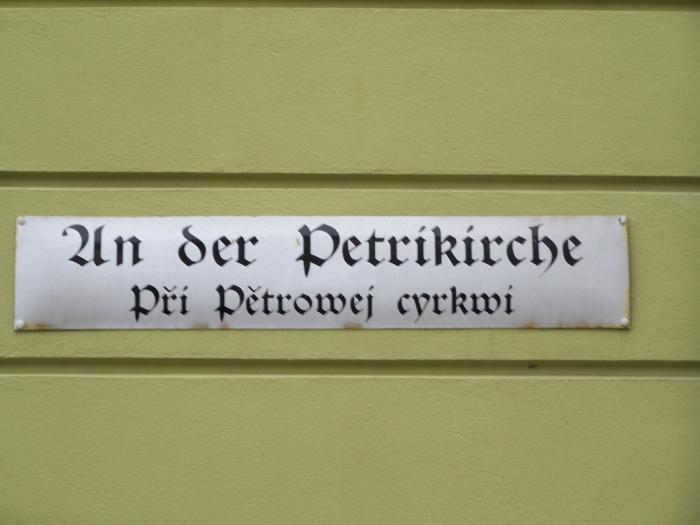 An der Petrikirche
Při Pětrowej cyrkwi